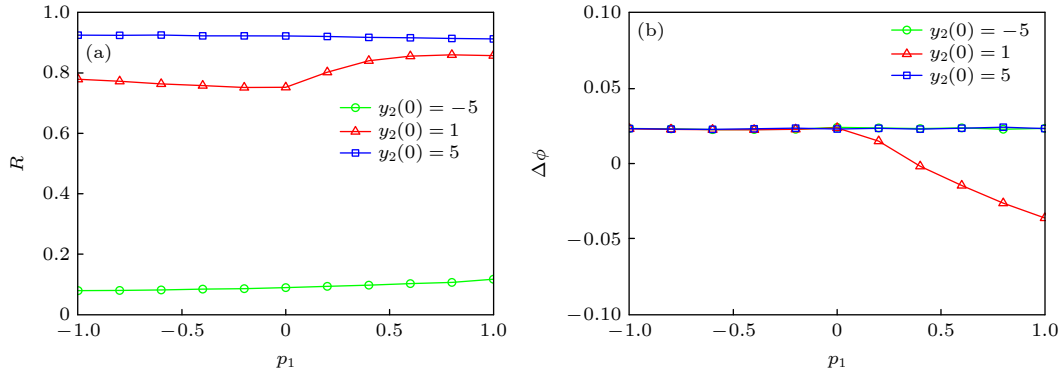 (a)
1.0
0.8
0.6
0.4
0.2
0
R
y₂(0) = −5
y₂(0) = 1
y₂(0) = 5
−1.0 −0.5 0 0.5 1.0
p₁
(b)
0.10
0.05
0
−0.05
−0.10
Δϕ
y₂(0) = −5
y₂(0) = 1
y₂(0) = 5
−1.0 −0.5 0 0.5 1.0
p₁